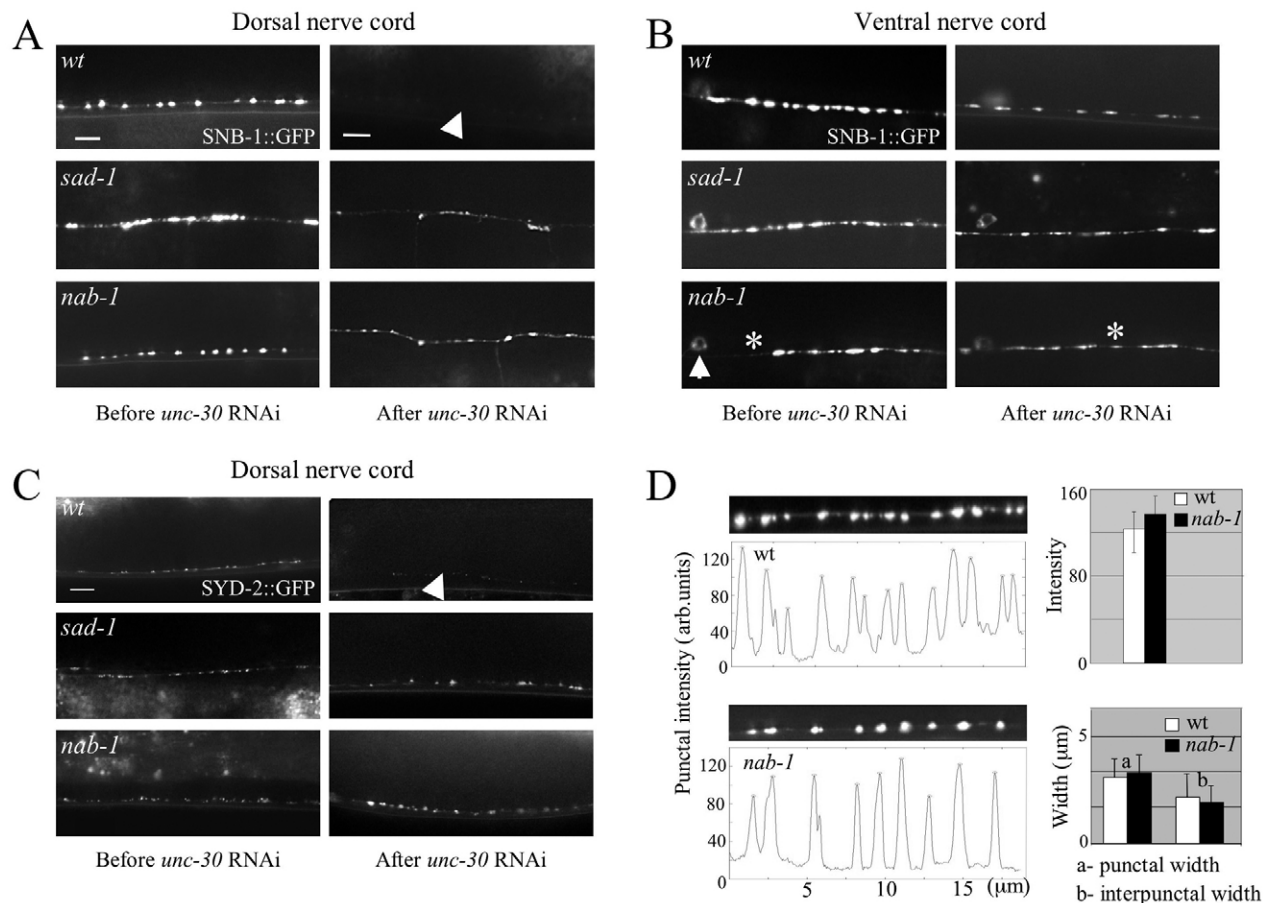 A
Dorsal nerve cord
wt
SNB-1::GFP
sad-1
nab-1
Before unc-30 RNAi
After unc-30 RNAi
B
Ventral nerve cord
wt
SNB-1::GFP
sad-1
nab-1
*
*
Before unc-30 RNAi
After unc-30 RNAi
C
Dorsal nerve cord
wt
SYD-2::GFP
sad-1
nab-1
Before unc-30 RNAi
After unc-30 RNAi
D
Punctal intensity ( arb.units)
120
80
40
0
wt
120
80
40
0
nab-1
5
10
15
(μm)
Intensity
160
80
0
wt
nab-1
Width (μm)
5
0
wt
nab-1
a
b
a- punctal width
b- interpunctal width